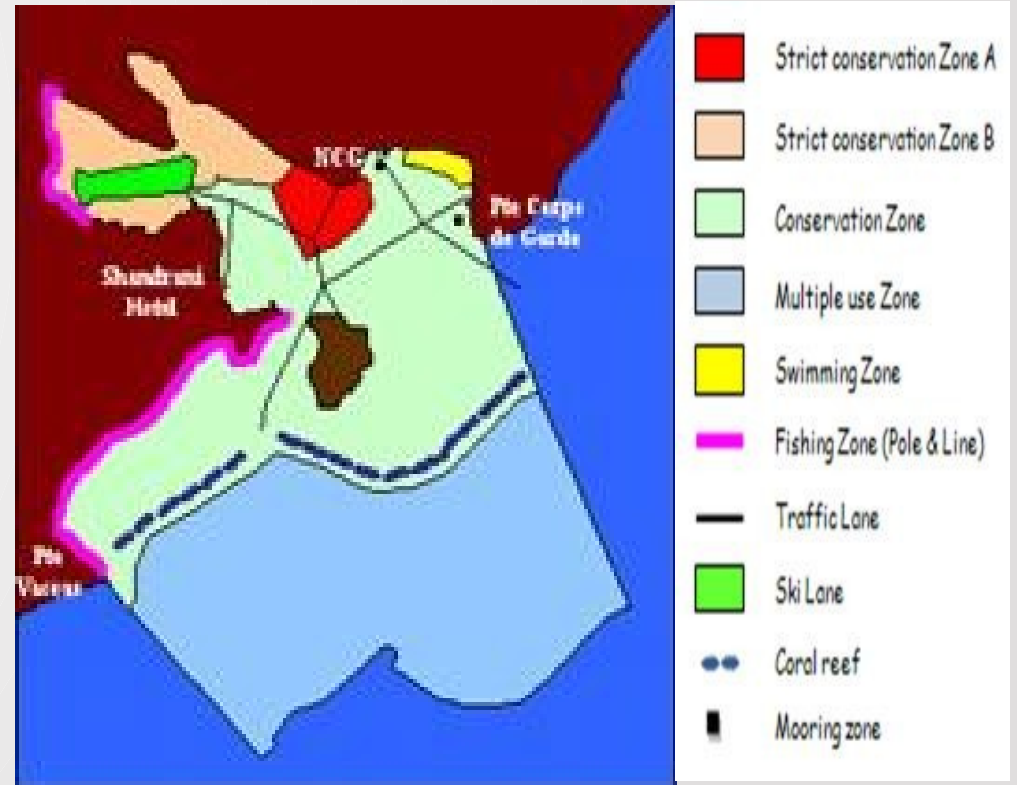 Strict conservation Zone A
Strict conservation Zone B
Conservation Zone
Multiple use Zone
Swimming Zone
Fishing Zone (Pole & Line)
Traffic Lane
Ski Lane
Coral reef
Mooring zone
NCG
Pte Corps
de Garde
Shandrani
Hotel
Pte
Vacoas